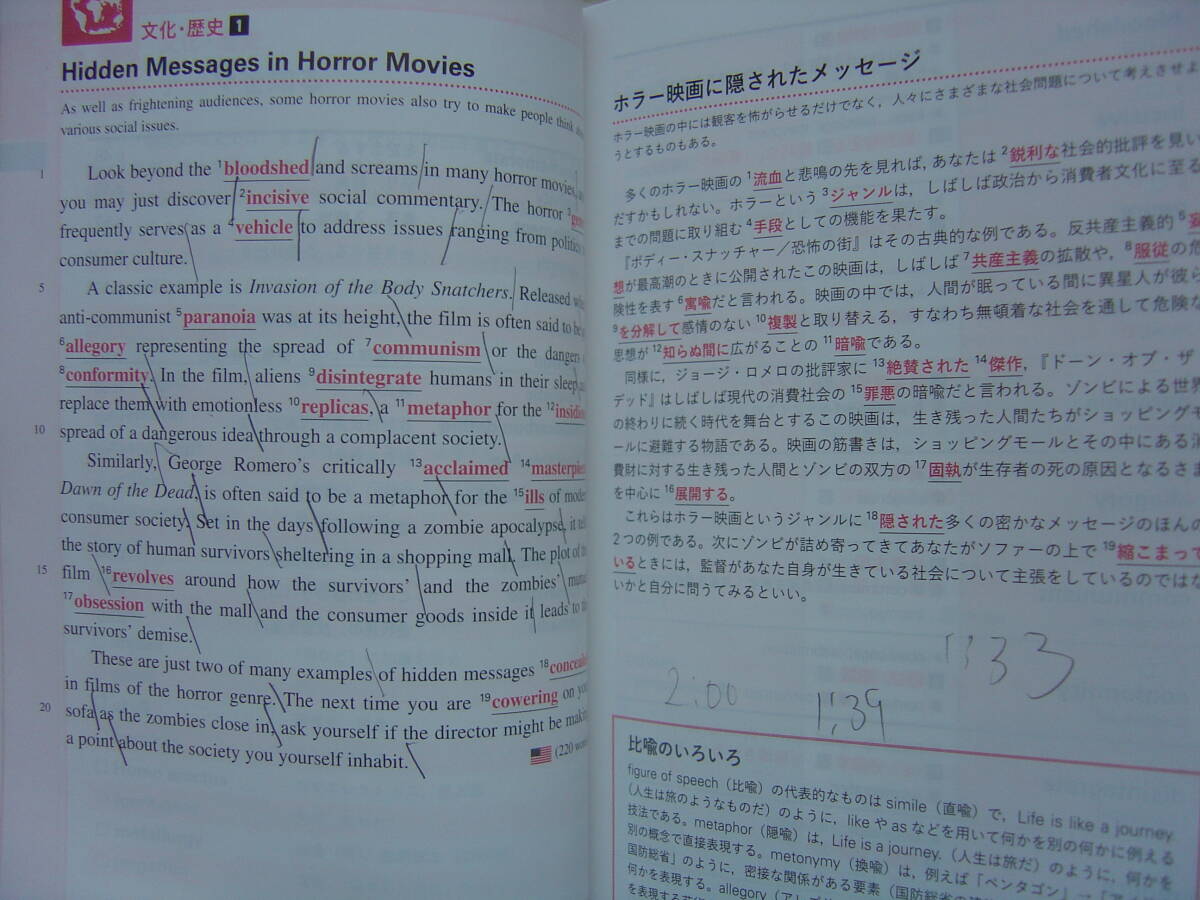 文化・歴史 1
Hidden Messages in Horror Movies
As well as frightening audiences, some horror movies also try to make people think
various social issues.
1 Look beyond the 1bloodshed and screams in many horror movies,
you may just discover 2incisive social commentary. The horror 3
frequently serves as a 4vehicle to address issues ranging from
consumer culture.
5 A classic example is Invasion of the Body Snatchers. Released
anti-communist 5paranoia was at its height, the film is often said to be
6allegory representing the spread of 7communism or the dangers
8conformity. In the film, aliens 9disintegrate humans in their sleep
replace them with emotionless 10replicas, a 11metaphor for the 12
10 spread of a dangerous idea through a complacent society.
Similarly, George Romero's critically 13acclaimed 14
Dawn of the Dead, is often said to be a metaphor for the 15ills of
consumer society. Set in the days following a zombie apocalypse, it
the story of human survivors sheltering in a shopping mall. The plot of
15 film 16revolves around how the survivors' and the zombies'
17obsession with the mall and the consumer goods inside it leads to
survivors' demise.
These are just two of many examples of hidden messages 18
in films of the horror genre. The next time you are 19cowering on
20 sofa as the zombies close in, ask yourself if the director might be
a point about the society you yourself inhabit.
(220
ホラー映画に隠されたメッセージ
ホラー映画の中には観客を怖がらせるだけでなく，人々にさまざまな社会問題について考えさせよ
うとするものもある。
多くのホラー映画の 1流血と悲鳴の先を見れば，あなたは 2鋭利な社会的批評を見い
だすかもしれない。ホラーという 3ジャンルは，しばしば政治から消費者文化に至る
までの問題に取り組む 4手段としての機能を果たす。
『ボディー・スナッチャー／恐怖の街』はその古典的な例である。反共産主義的 5
想が最高潮のときに公開されたこの映画は，しばしば 7共産主義の拡散や， 8服従の危
険性を表す 6寓喩だと言われる。映画の中では，人間が眠っている間に異星人が彼ら
9を分解して感情のない 10複製と取り替える，すなわち無頓着な社会を通して危険な
思想が 12知らぬ間に広がることの 11暗喩である。
同様に，ジョージ・ロメロの批評家に 13絶賛された 14傑作，『ドーン・オブ・ザ・
デッド』はしばしば現代の消費社会の 15罪悪の暗喩だと言われる。ゾンビによる世界
の終わりに続く時代を舞台とするこの映画は，生き残った人間たちがショッピングモ
ールに避難する物語である。映画の筋書きは，ショッピングモールとその中にある消
費財に対する生き残った人間とゾンビの双方の 17固執が生存者の死の原因となるさま
を中心に 16展開する。
これらはホラー映画というジャンルに 18隠された多くの密かなメッセージのほんの
2つの例である。次にゾンビが詰め寄ってきてあなたがソファーの上で 19縮こまって
いるときには，監督があなた自身が生きている社会について主張をしているのではな
いかと自分に問うてみるといい。
2:00 1:39 1:33
比喩のいろいろ
figure of speech（比喩）の代表的なものは simile（直喩）で，Life is like a journey.
（人生は旅のようなものだ）のように，like や as などを用いて何かを別の何かに例える
技法である。metaphor（隠喩）は，Life is a journey.（人生は旅だ）のように，何かを
別の概念で直接表現する。metonymy（換喩）は，例えば「ペンタゴン」→「
国防総省」のように，密接な関係がある要素（国防総省の
何かを表現する。allegory（
を表現する